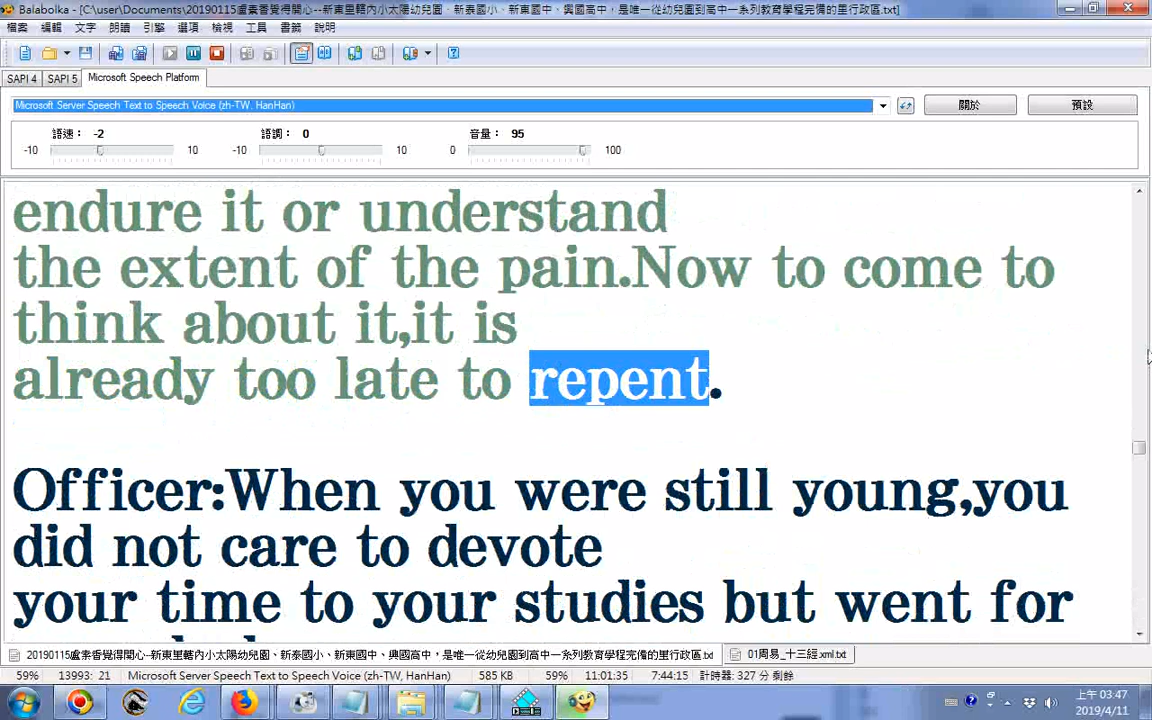 Balabolka - [C:\user\Documents\20190115盧素香覺得開心--新東里轄內小太陽幼兒園、新泰國小、新東國中、興國高中，是唯一從幼兒園到高中一系列教育學程完備的里行政區.txt]
檔案 編輯 文字 朗讀 引擎 選項 檢視 工具 書籤 說明
SAPI 4 SAPI 5 Microsoft Speech Platform
Microsoft Server Speech Text to Speech Voice (zh-TW, HanHan) 關於 預設
語速： -2 語調： 0 音量： 95
-10 10 -10 10 0 100
endure it or understand
the extent of the pain.Now to come to
think about it,it is
already too late to repent.
Officer:When you were still young,you
did not care to devote
your time to your studies but went for
20190115盧素香覺得開心--新東里轄內小太陽幼兒園、新泰國小、新東國中、興國高中，是唯一從幼兒園到高中一系列教育學程完備的里行政區.txt 01周易_十三經.xml.txt
59% 13993: 21 Microsoft Server Speech Text to Speech Voice (zh-TW, HanHan) 585 KB 59% 11:01:35 7:44:15 計時器: 327 分 剩餘
上午 03:47
2019/4/11